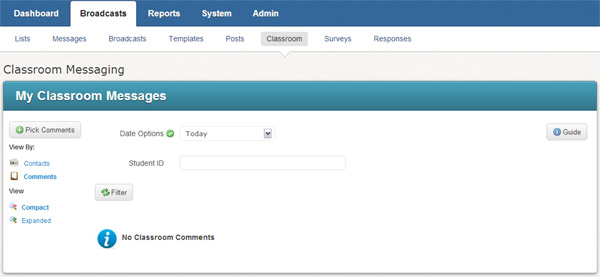 Dashboard Broadcasts Reports System Admin
Lists Messages Broadcasts Templates Posts Classroom Surveys Responses
Classroom Messaging
My Classroom Messages
Pick Comments Date Options Today Guide
View By:
Contacts Student ID
Comments
View Filter
Compact
Expanded
No Classroom Comments